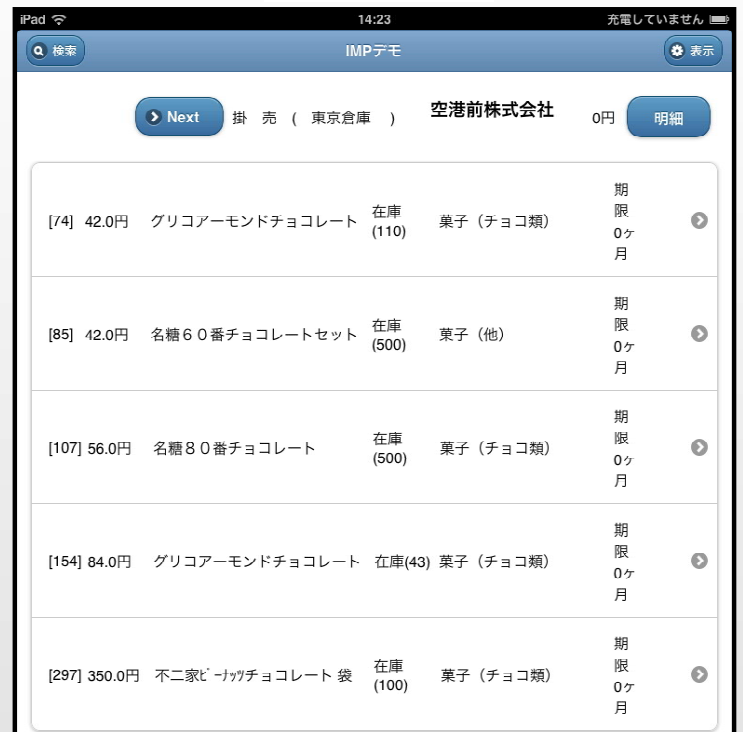 iPad 14:23 充電していません
検索 IMPデモ 表示
Next 掛 売 ( 東京倉庫 ) 空港前株式会社 0円 明細
[74] 42.0円 グリコアーモンドチョコレート 在庫(110) 菓子（チョコ類） 期限0ヶ月
[85] 42.0円 名糖６０番チョコレートセット 在庫(500) 菓子（他） 期限0ヶ月
[107] 56.0円 名糖８０番チョコレート 在庫(500) 菓子（チョコ類） 期限0ヶ月
[154] 84.0円 グリコアーモンドチョコレート 在庫(43) 菓子（チョコ類） 期限0ヶ月
[297] 350.0円 不二家ﾋﾟｰﾅｯﾂチョコレート 袋 在庫(100) 菓子（チョコ類） 期限0ヶ月